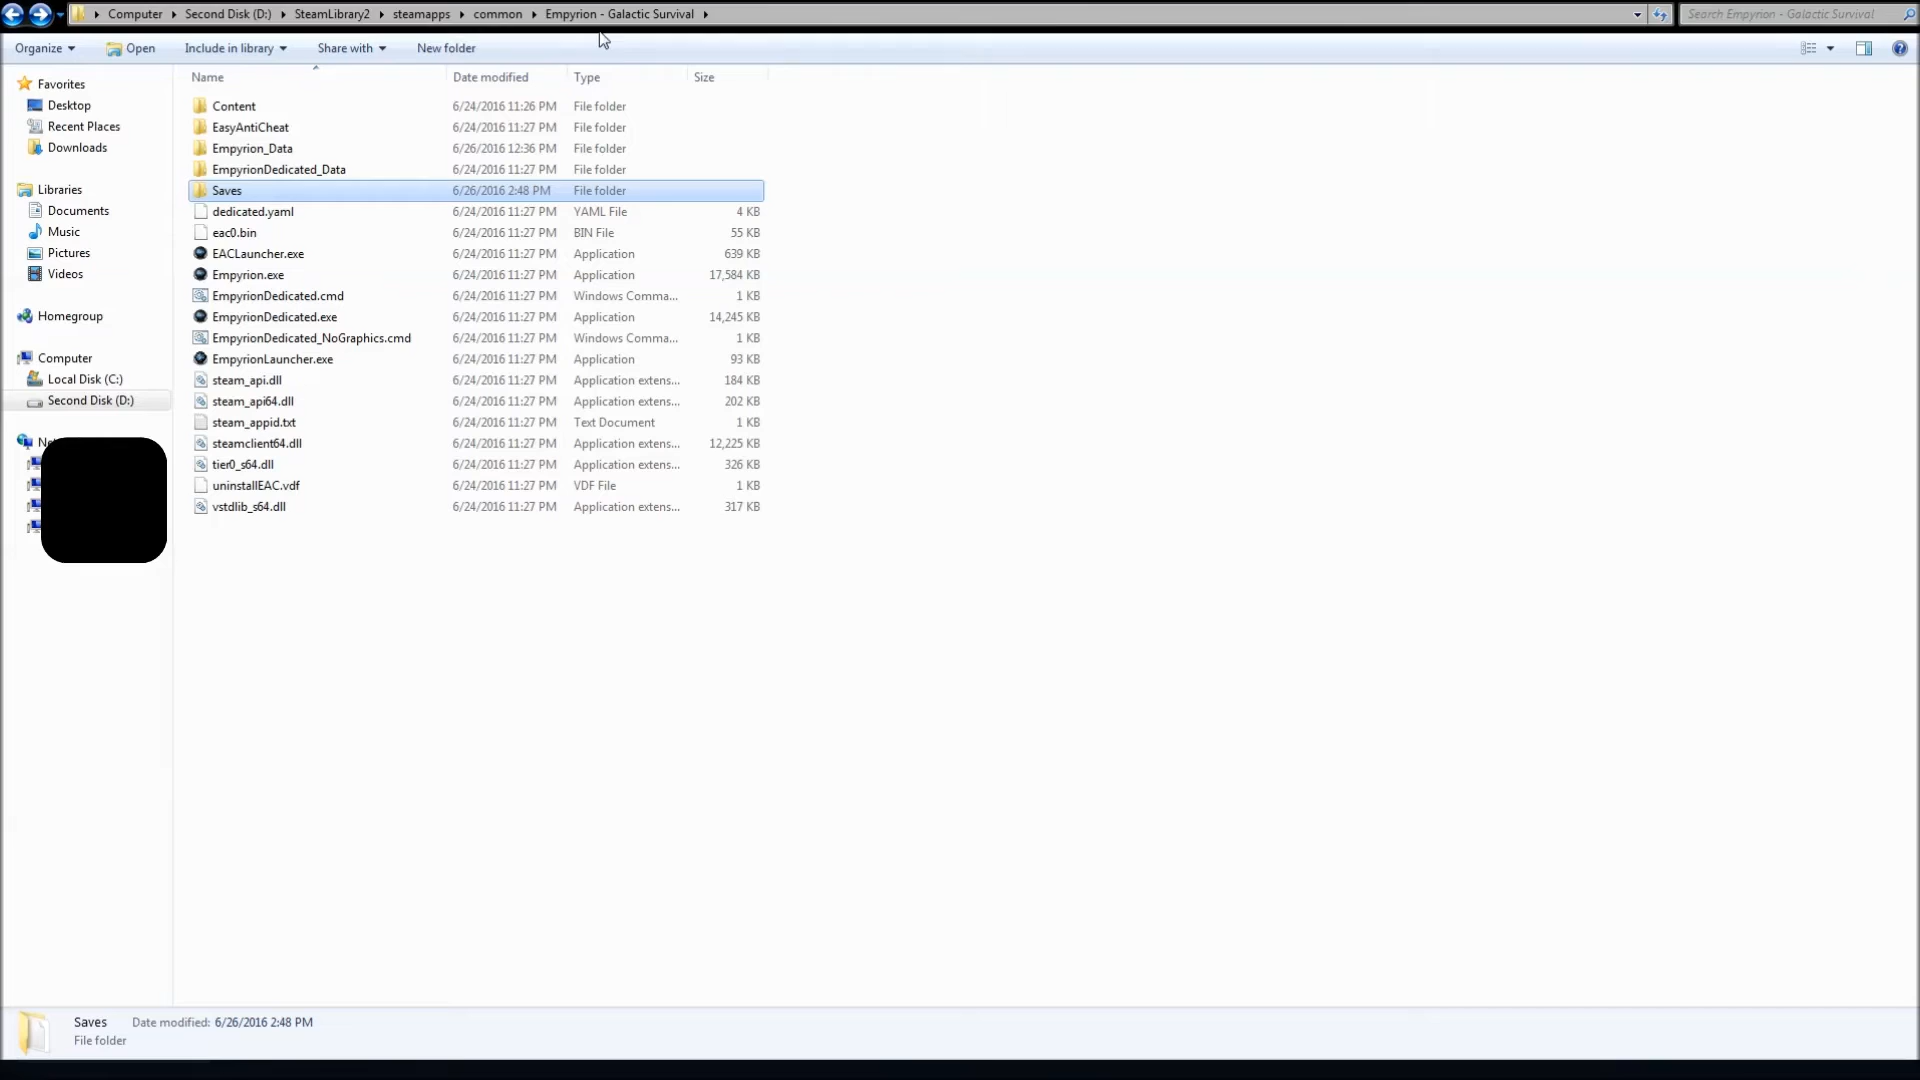 Computer Second Disk (D:) SteamLibrary2 steamapps common Empyrion - Galactic Survival Search Empyrion - Galactic Survival
Organize Open Include in library Share with New folder
Name Date modified Type Size
Favorites
Desktop
Recent Places
Downloads
Libraries
Documents
Music
Pictures
Videos
Homegroup
Computer
Local Disk (C:)
Second Disk (D:)
Content 6/24/2016 11:26 PM File folder
EasyAntiCheat 6/24/2016 11:27 PM File folder
Empyrion_Data 6/26/2016 12:36 PM File folder
EmpyrionDedicated_Data 6/24/2016 11:27 PM File folder
Saves 6/26/2016 2:48 PM File folder
dedicated.yaml 6/24/2016 11:27 PM YAML File 4 KB
eac0.bin 6/24/2016 11:27 PM BIN File 55 KB
EACLauncher.exe 6/24/2016 11:27 PM Application 639 KB
Empyrion.exe 6/24/2016 11:27 PM Application 17,584 KB
EmpyrionDedicated.cmd 6/24/2016 11:27 PM Windows Comma... 1 KB
EmpyrionDedicated.exe 6/24/2016 11:27 PM Application 14,245 KB
EmpyrionDedicated_NoGraphics.cmd 6/24/2016 11:27 PM Windows Comma... 1 KB
EmpyrionLauncher.exe 6/24/2016 11:27 PM Application 93 KB
steam_api.dll 6/24/2016 11:27 PM Application extens... 184 KB
steam_api64.dll 6/24/2016 11:27 PM Application extens... 202 KB
steam_appid.txt 6/24/2016 11:27 PM Text Document 1 KB
steamclient64.dll 6/24/2016 11:27 PM Application extens... 12,225 KB
tier0_s64.dll 6/24/2016 11:27 PM Application extens... 326 KB
uninstallEAC.vdf 6/24/2016 11:27 PM VDF File 1 KB
vstdlib_s64.dll 6/24/2016 11:27 PM Application extens... 317 KB
Saves Date modified: 6/26/2016 2:48 PM
File folder